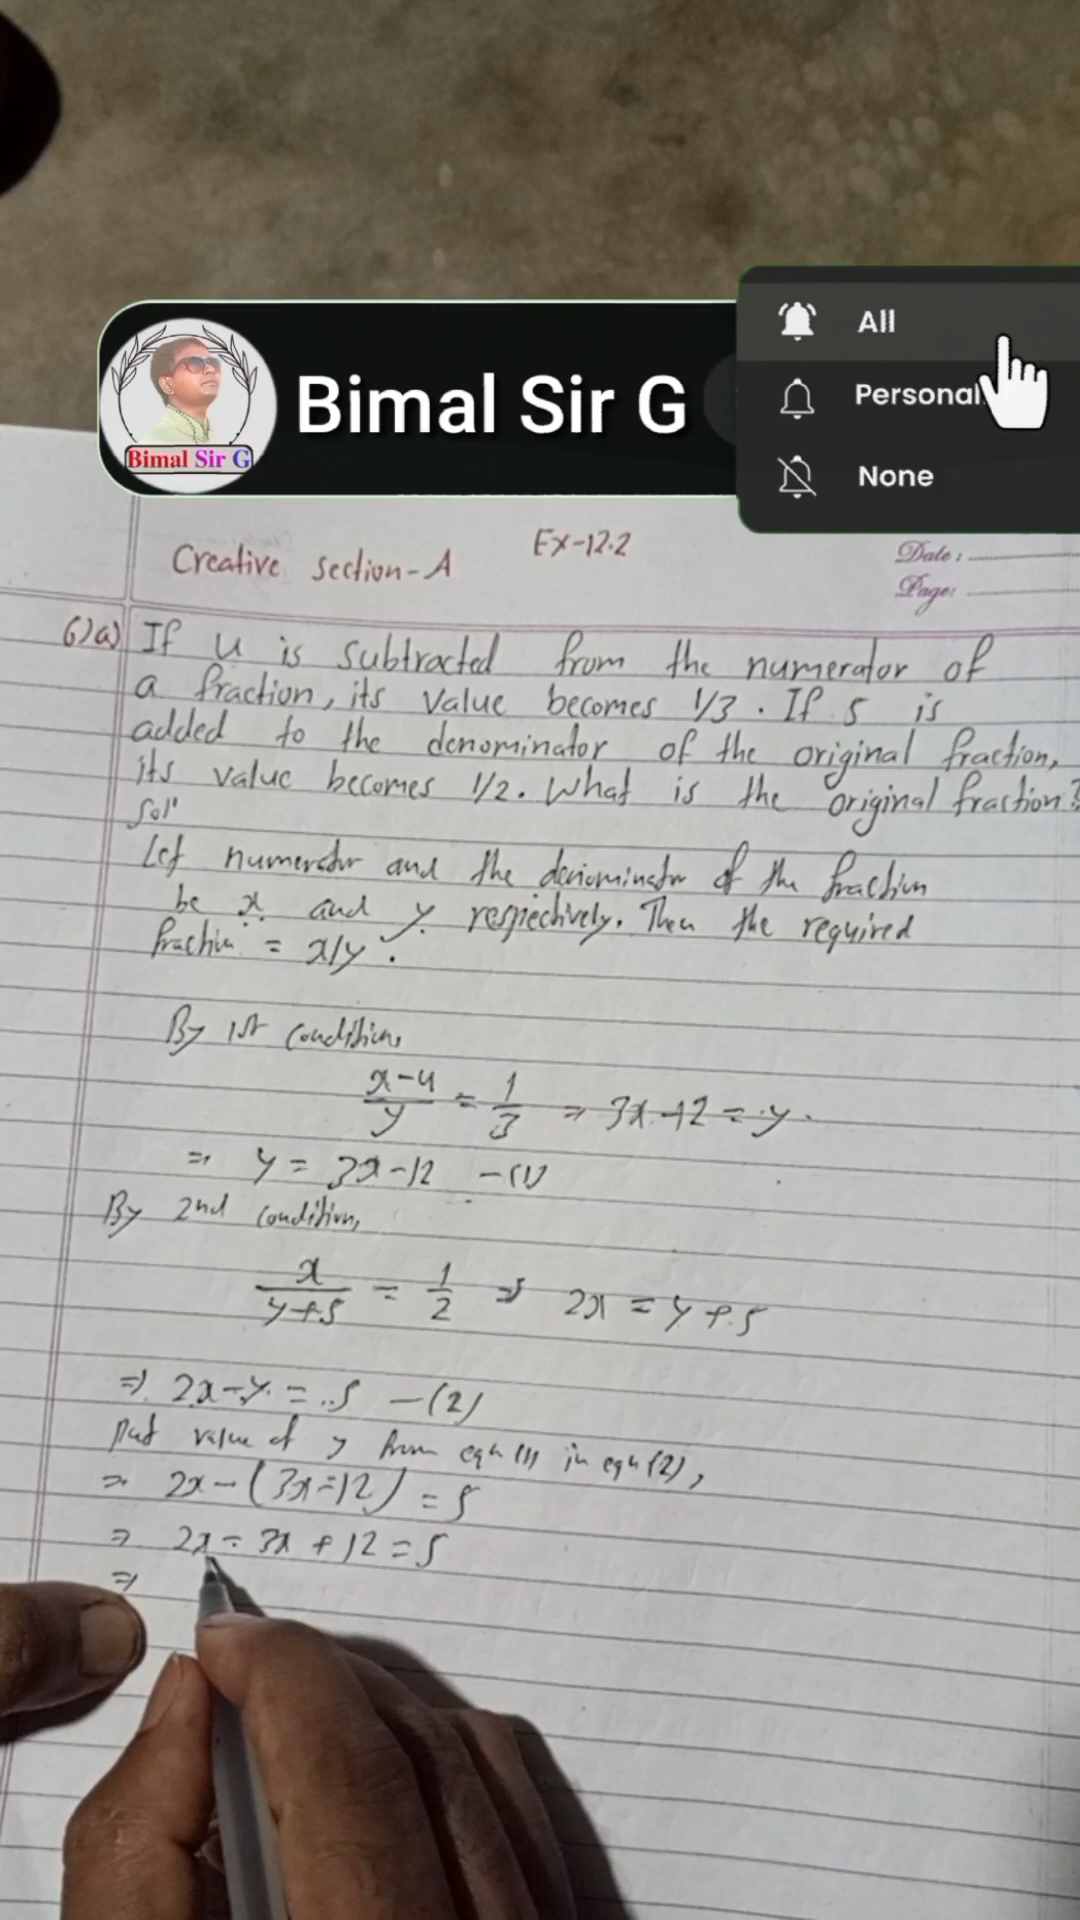 All
Personal
None
Bimal Sir G
Bimal Sir G
Creative section-A
Ex-12.2
Date:
Page:
6)a) If 4 is subtracted from the numerator of
a fraction, its value becomes 1/3. If 5 is
added to the denominator of the original fraction,
its value becomes 1/2. What is the original fraction?
Solⁿ
Let numerator and the denominator of the fraction
be x and y respectively. Then the required
fraction = x/y.
By 1st condition,
x-4/y = 1/3 ⇒ 3x-12 = y
⇒ y = 3x-12 -(1)
By 2nd condition,
x/y+5 = 1/2 ⇒ 2x = y+5
⇒ 2x-y = 5 -(2)
put value of y from eqn (1) in eqn (2),
⇒ 2x-(3x-12) = 5
⇒ 2x-3x+12 = 5
⇒